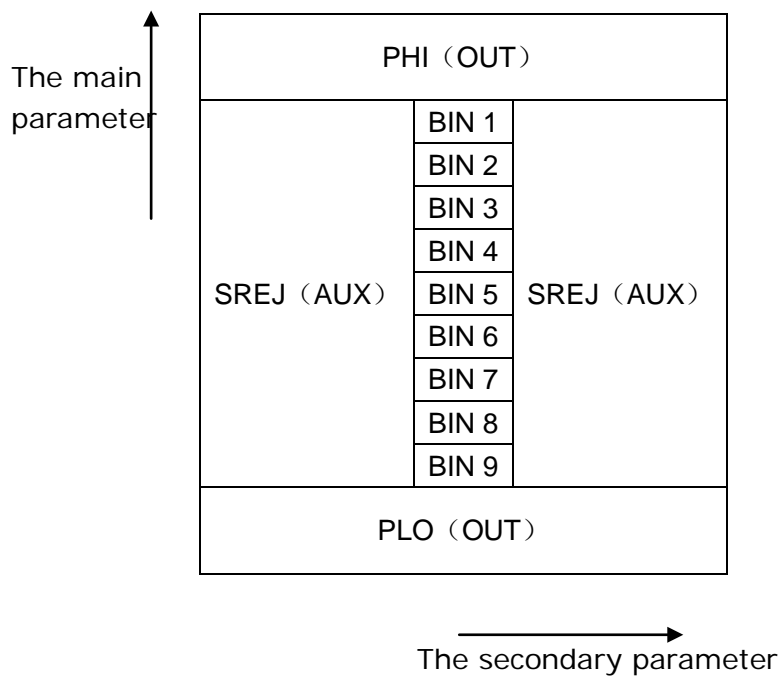 PHI（OUT）
The main
parameter
BIN 1
BIN 2
BIN 3
BIN 4
SREJ（AUX） BIN 5 SREJ（AUX）
BIN 6
BIN 7
BIN 8
BIN 9
PLO（OUT）
The secondary parameter